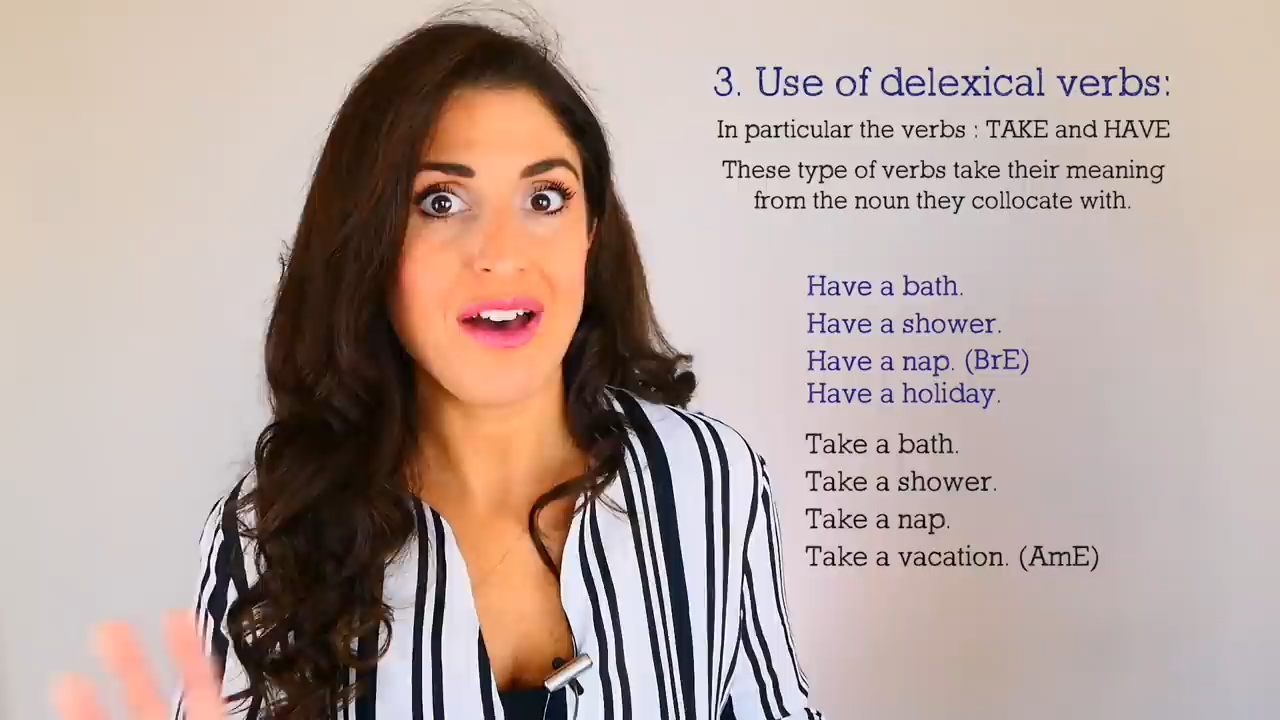 3. Use of delexical verbs:
In particular the verbs : TAKE and HAVE
These type of verbs take their meaning
from the noun they collocate with.
Have a bath.
Have a shower.
Have a nap. (BrE)
Have a holiday.
Take a bath.
Take a shower.
Take a nap.
Take a vacation. (AmE)